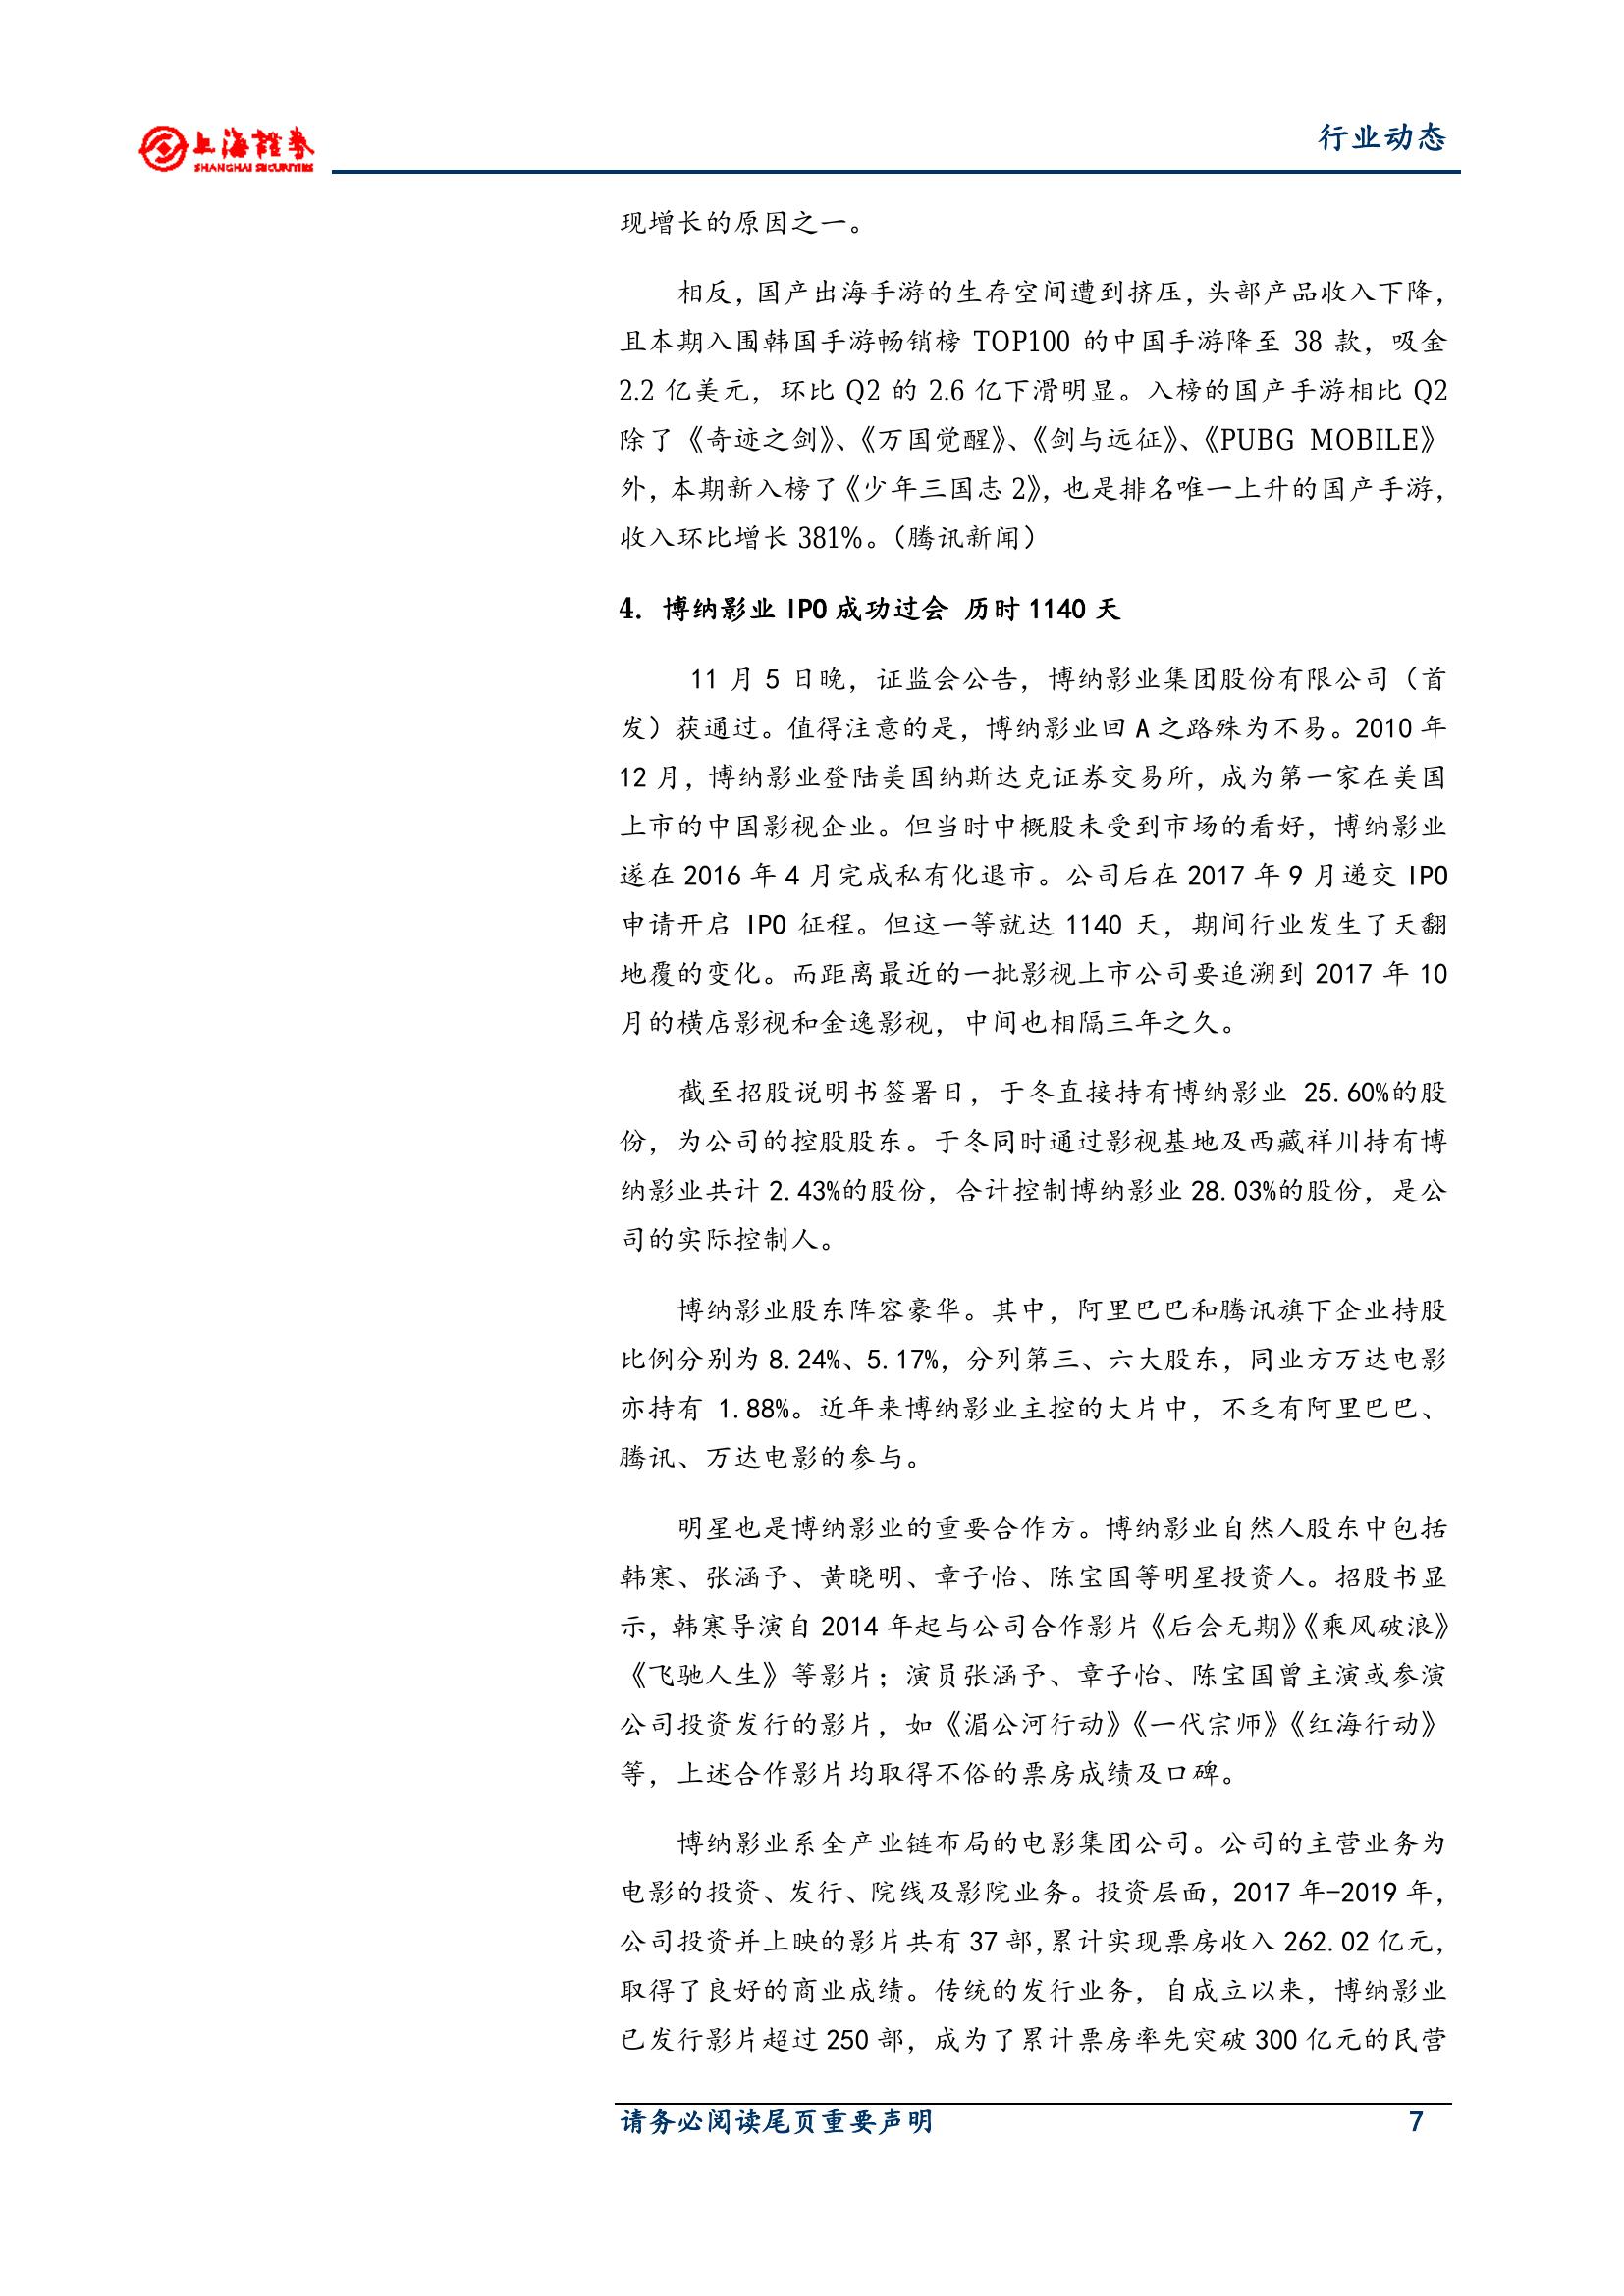 上海證券
SHANGHAI SECURITIES
行业动态
现增长的原因之一。
相反，国产出海手游的生存空间遭到挤压，头部产品收入下降，
且本期入围韩国手游畅销榜 TOP100 的中国手游降至 38 款，吸金
2.2 亿美元，环比 Q2 的 2.6 亿下滑明显。入榜的国产手游相比 Q2
除了《奇迹之剑》、《万国觉醒》、《剑与远征》、《PUBG MOBILE》
外，本期新入榜了《少年三国志 2》，也是排名唯一上升的国产手游，
收入环比增长 381%。（腾讯新闻）
4. 博纳影业 IPO 成功过会 历时 1140 天
11 月 5 日晚，证监会公告，博纳影业集团股份有限公司（首
发）获通过。值得注意的是，博纳影业回 A 之路殊为不易。2010 年
12 月，博纳影业登陆美国纳斯达克证券交易所，成为第一家在美国
上市的中国影视企业。但当时中概股未受到市场的看好，博纳影业
遂在 2016 年 4 月完成私有化退市。公司后在 2017 年 9 月递交 IPO
申请开启 IPO 征程。但这一等就达 1140 天，期间行业发生了天翻
地覆的变化。而距离最近的一批影视上市公司要追溯到 2017 年 10
月的横店影视和金逸影视，中间也相隔三年之久。
截至招股说明书签署日，于冬直接持有博纳影业 25.60%的股
份，为公司的控股股东。于冬同时通过影视基地及西藏祥川持有博
纳影业共计 2.43%的股份，合计控制博纳影业 28.03%的股份，是公
司的实际控制人。
博纳影业股东阵容豪华。其中，阿里巴巴和腾讯旗下企业持股
比例分别为 8.24%、5.17%，分列第三、六大股东，同业方万达电影
亦持有 1.88%。近年来博纳影业主控的大片中，不乏有阿里巴巴、
腾讯、万达电影的参与。
明星也是博纳影业的重要合作方。博纳影业自然人股东中包括
韩寒、张涵予、黄晓明、章子怡、陈宝国等明星投资人。招股书显
示，韩寒导演自 2014 年起与公司合作影片《后会无期》《乘风破浪》
《飞驰人生》等影片；演员张涵予、章子怡、陈宝国曾主演或参演
公司投资发行的影片，如《湄公河行动》《一代宗师》《红海行动》
等，上述合作影片均取得不俗的票房成绩及口碑。
博纳影业系全产业链布局的电影集团公司。公司的主营业务为
电影的投资、发行、院线及影院业务。投资层面，2017 年-2019 年，
公司投资并上映的影片共有 37 部，累计实现票房收入 262.02 亿元，
取得了良好的商业成绩。传统的发行业务，自成立以来，博纳影业
已发行影片超过 250 部，成为了累计票房率先突破 300 亿元的民营
请务必阅读尾页重要声明 7